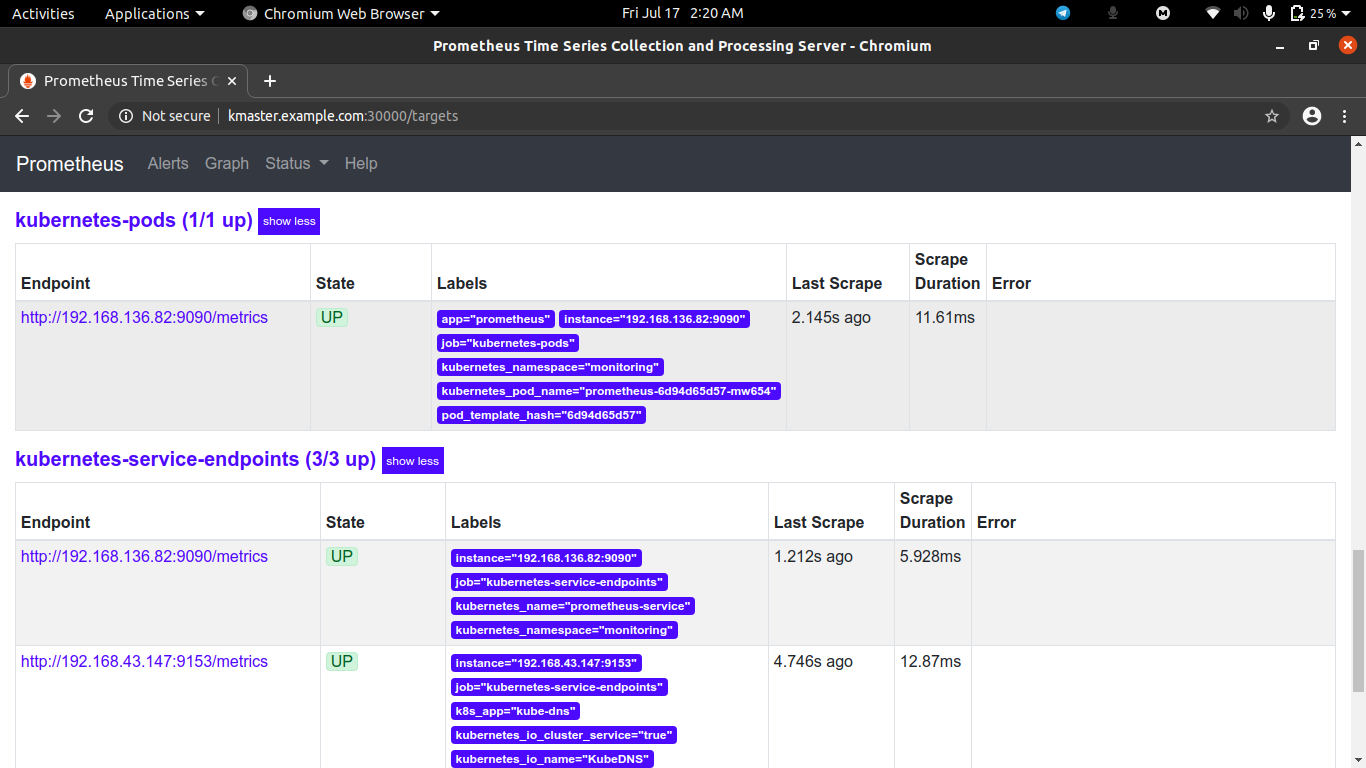 Activities Applications Chromium Web Browser Fri Jul 17 2:20 AM 25 %
Prometheus Time Series Collection and Processing Server - Chromium
Prometheus Time Series
Not secure kmaster.example.com:30000/targets
Prometheus Alerts Graph Status Help
kubernetes-pods (1/1 up) show less
Endpoint State Labels Last Scrape Scrape Duration Error
http://192.168.136.82:9090/metrics UP app="prometheus" instance="192.168.136.82:9090" 2.145s ago 11.61ms
job="kubernetes-pods"
kubernetes_namespace="monitoring"
kubernetes_pod_name="prometheus-6d94d65d57-mw654"
pod_template_hash="6d94d65d57"
kubernetes-service-endpoints (3/3 up) show less
Endpoint State Labels Last Scrape Scrape Duration Error
http://192.168.136.82:9090/metrics UP instance="192.168.136.82:9090" 1.212s ago 5.928ms
job="kubernetes-service-endpoints"
kubernetes_name="prometheus-service"
kubernetes_namespace="monitoring"
http://192.168.43.147:9153/metrics UP instance="192.168.43.147:9153" 4.746s ago 12.87ms
job="kubernetes-service-endpoints"
k8s_app="kube-dns"
kubernetes_io_cluster_service="true"
kubernetes_io_name="KubeDNS"